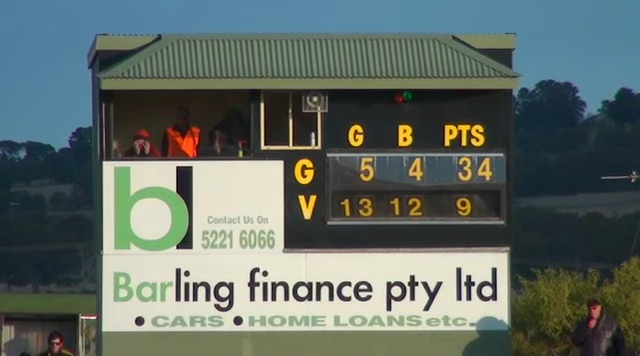 G B PTS
G 5 4 34
V 13 12 9
bl
Contact Us On
5221 6066
Barling finance pty ltd
•CARS •HOME LOANS etc..